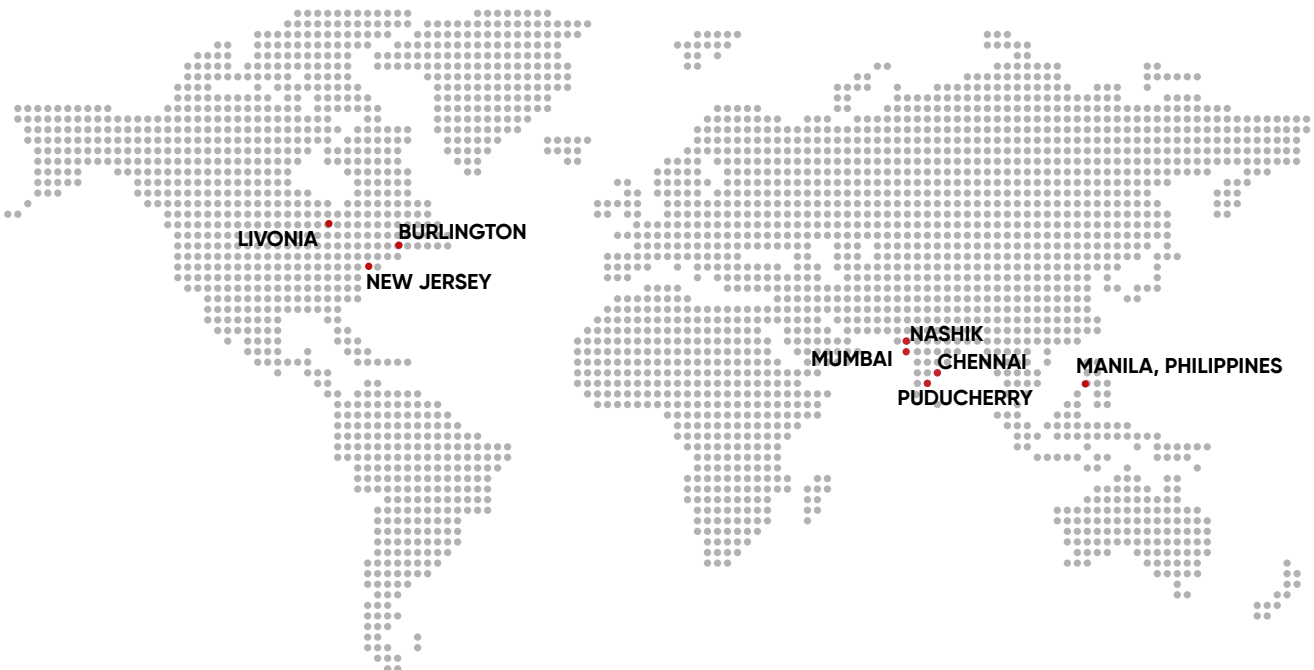 BURLINGTON
LIVONIA
NEW JERSEY
NASHIK
MUMBAI
CHENNAI
MANILA, PHILIPPINES
PUDUCHERRY